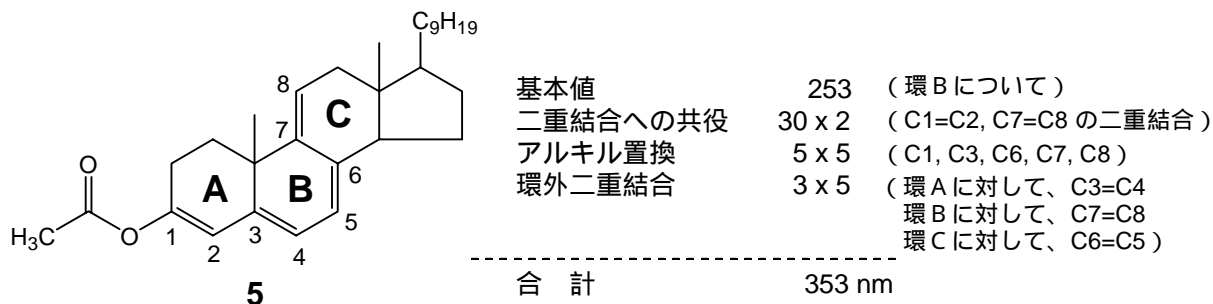 C9H19
8
C
7
6
A
B
O
H3C
O
1
2
3
4
5
5
基本値 253 (環Bについて)
二重結合への共役 30 x 2 (C1=C2, C7=C8 の二重結合)
アルキル置換 5 x 5 (C1, C3, C6, C7, C8)
環外二重結合 3 x 5 (環Aに対して、C3=C4
環Bに対して、C7=C8
環Cに対して、C6=C5)
合 計 353 nm